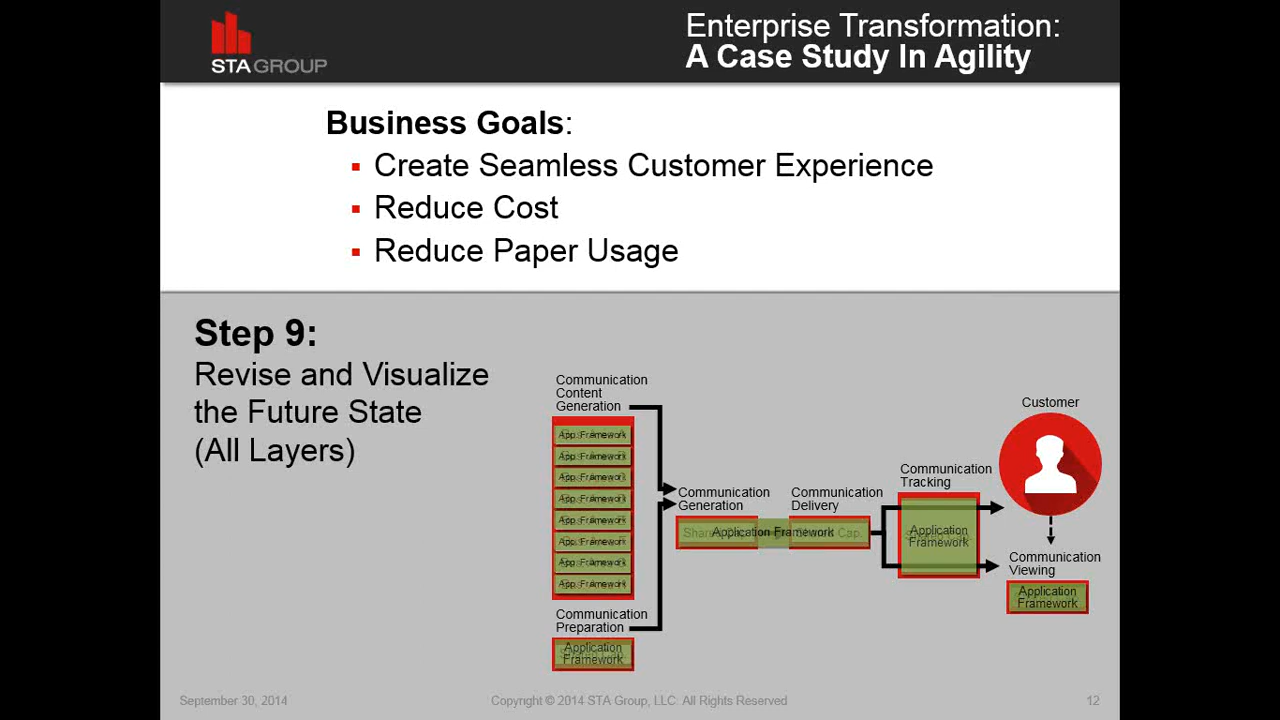 STA GROUP
Enterprise Transformation:
A Case Study In Agility
Business Goals:
▪ Create Seamless Customer Experience
▪ Reduce Cost
▪ Reduce Paper Usage
Step 9:
Revise and Visualize
the Future State
(All Layers)
Communication
Content
Generation
App. Framework
App. Framework
App. Framework
App. Framework
App. Framework
App. Framework
App. Framework
App. Framework
Communication
Preparation
Application
Framework
Communication
Generation
Communication
Delivery
Application Framework
Communication
Tracking
Application
Framework
Customer
Communication
Viewing
Application
Framework
September 30, 2014
Copyright © 2014 STA Group, LLC. All Rights Reserved
12